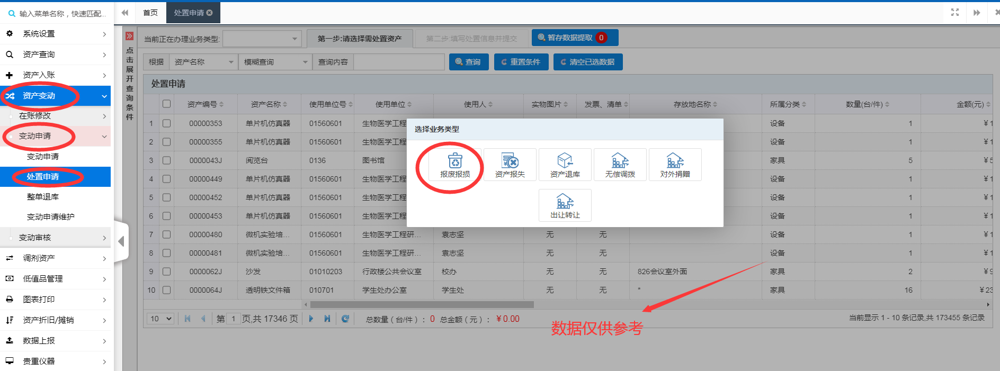 输入菜单名称，快速匹配...
首页
处置申请
系统设置
资产查询
资产入账
资产变动
在账修改
变动申请
变动申请
处置申请
整单退库
变动申请维护
变动审核
调剂资产
低值品管理
图表打印
资产折旧/摊销
数据上报
贵重仪器
点击展开查询条件
当前正在办理业务类型:
第一步:请选择需处置资产
第二步:填写处置信息并提交
暂存数据提取 0
根据 资产名称 模糊查询 查询内容 查询 重置条件 清空已选数据
处置申请
资产编号 资产名称 使用单位号 使用单位 使用人 实物图片 发票、清单 存放地名称 所属分类 数量(台/件) 金额(元)
1 00000353 单片机仿真器 01560601 生物医学工程 设备 1 ¥1
2 00000355 单片机仿真器 01560601 生物医学工程 设备 1 ¥1
3 0000043J 阅览台 0136 图书馆 家具 5 ¥5
4 00000449 单片机仿真器 01560601 生物医学工程 设备 1 ¥1
5 00000452 单片机仿真器 01560601 生物医学工程 设备 1 ¥1
6 00000453 单片机仿真器 01560601 生物医学工程 设备 1 ¥1
7 00000480 微机实验培... 01560601 生物医学工程研... 袁志坚 无 无 设备 1 ¥1
8 00000481 微机实验培... 01560601 生物医学工程研... 袁志坚 无 无 设备 1 ¥1
9 0000062J 沙发 01010203 行政楼公共会议室 校办 无 无 826会议室外面 家具 2 ¥9
10 0000064J 透明铁文件箱 010701 学生处办公室 学生处 无 无 * 家具 16 ¥23
选择业务类型
报废报损 资产报失 资产退库 无偿调拨 对外捐赠
出让转让
10 第 1 页,共 17346 页 总数量（台/件）: 0 总金额（元）: ¥0.00 当前显示 1 - 10 条记录,共 173455 条记录
数据仅供参考